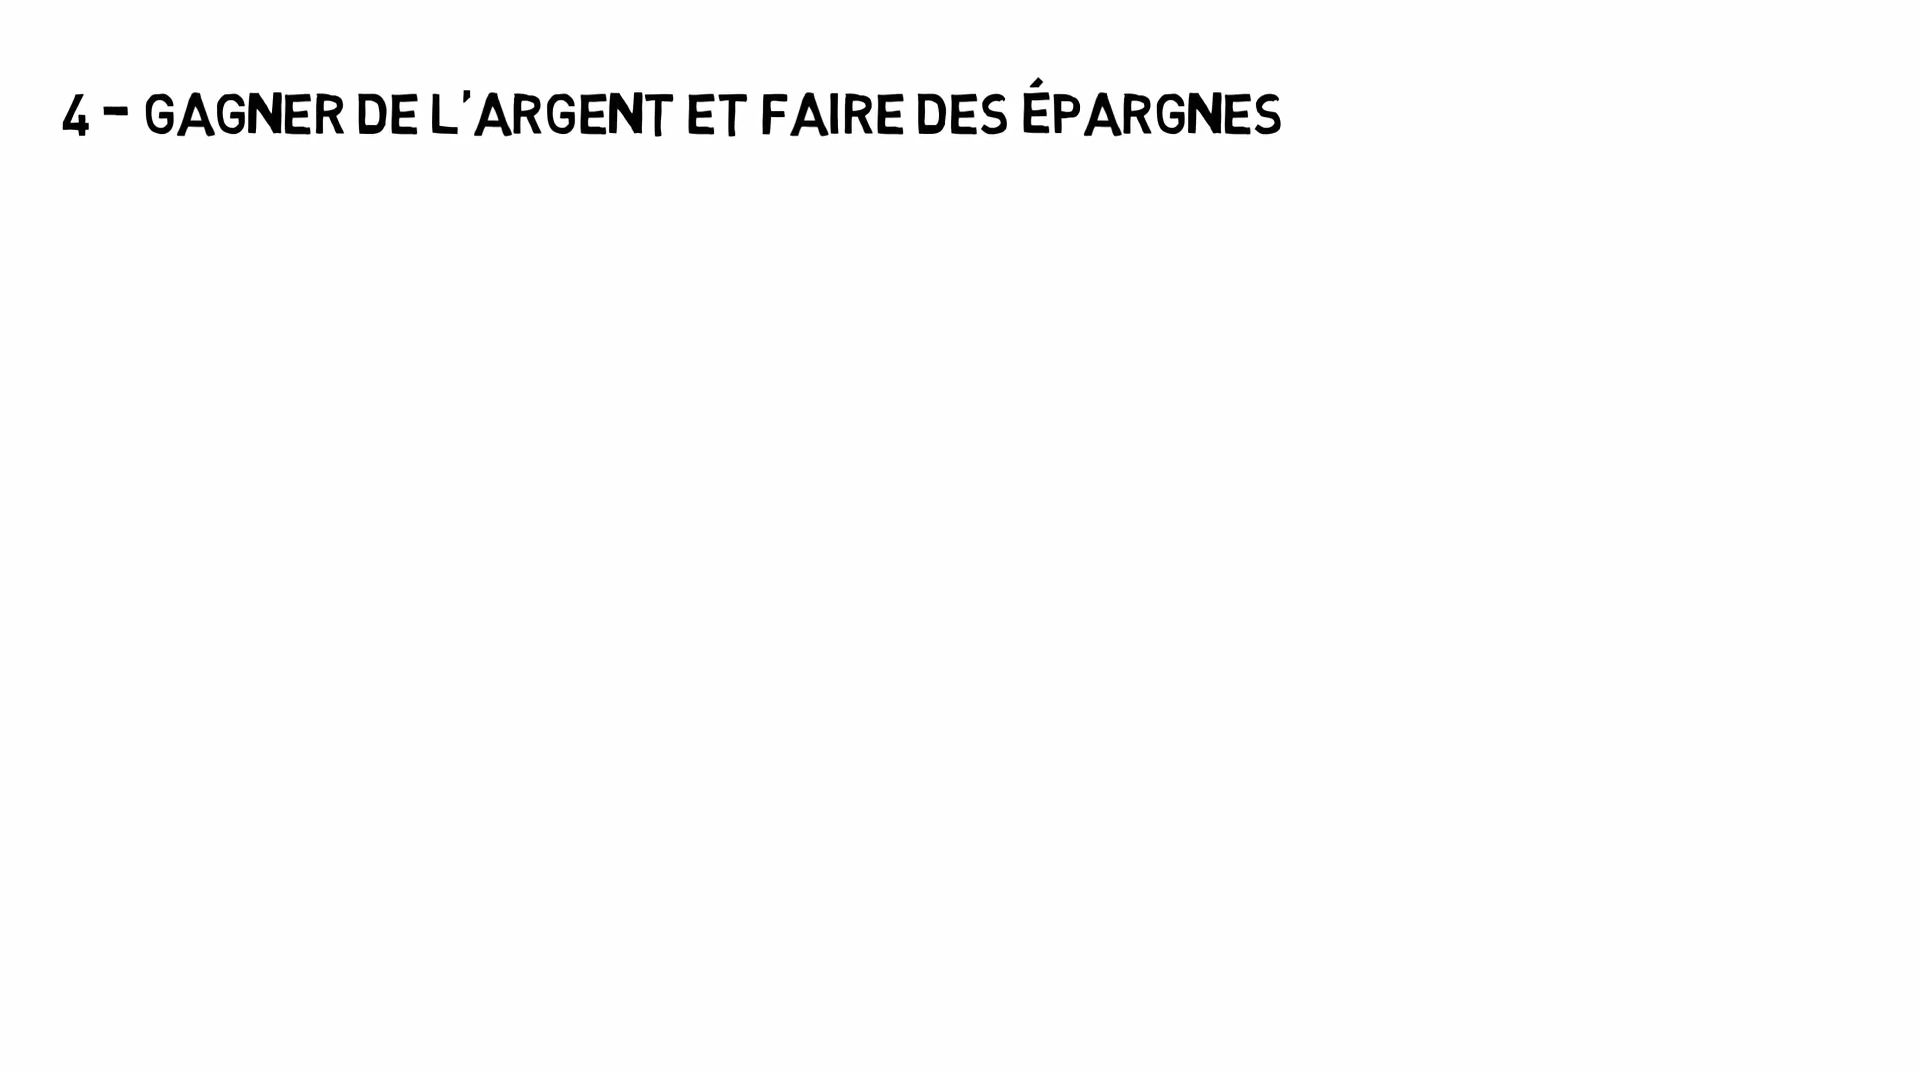 4 - GAGNER DE L'ARGENT ET FAIRE DES ÉPARGNES